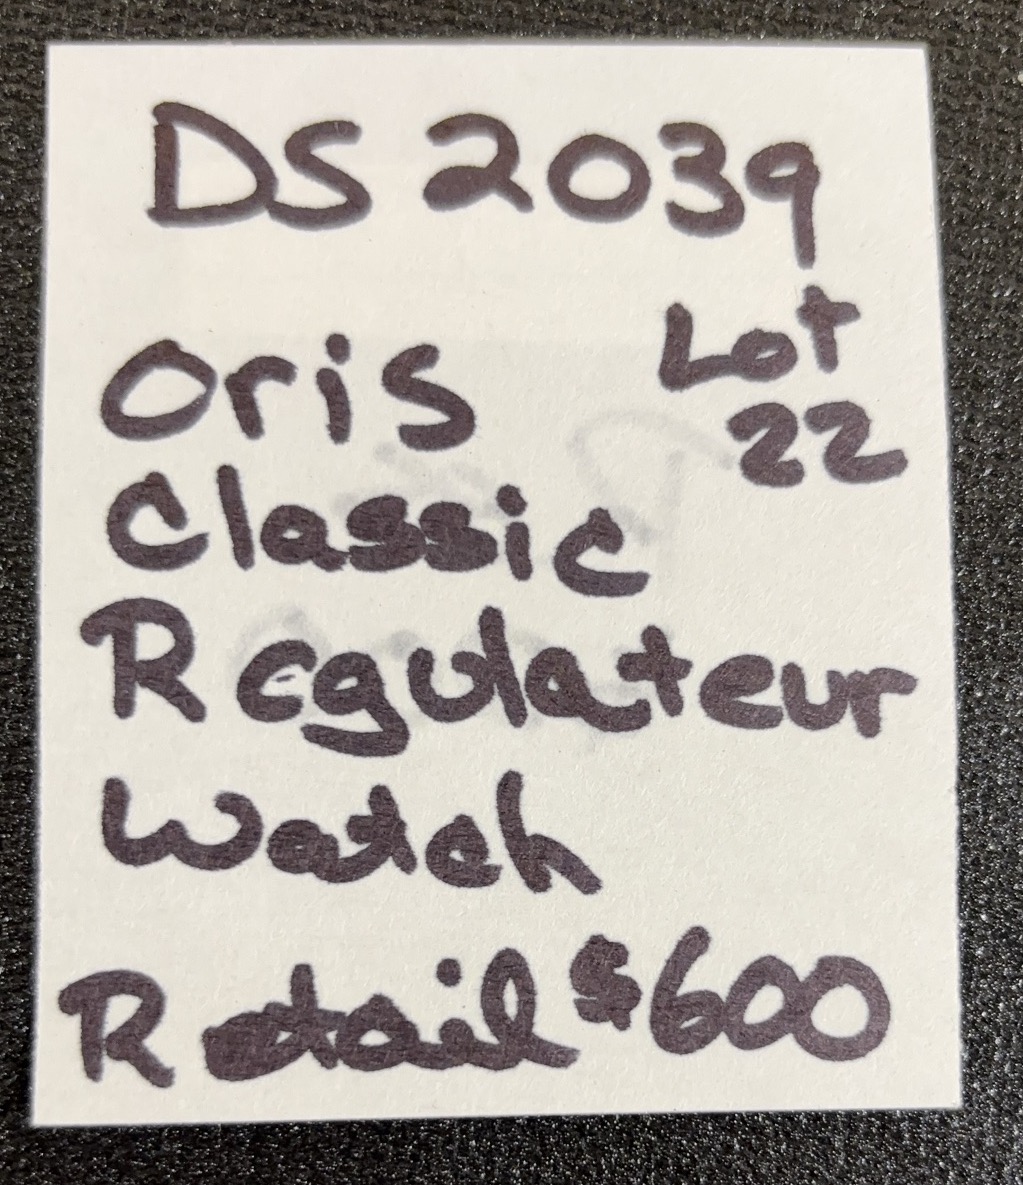 DS 2039
Oris
Lot
22
Classic
Regulateur
Watch
Retail $600